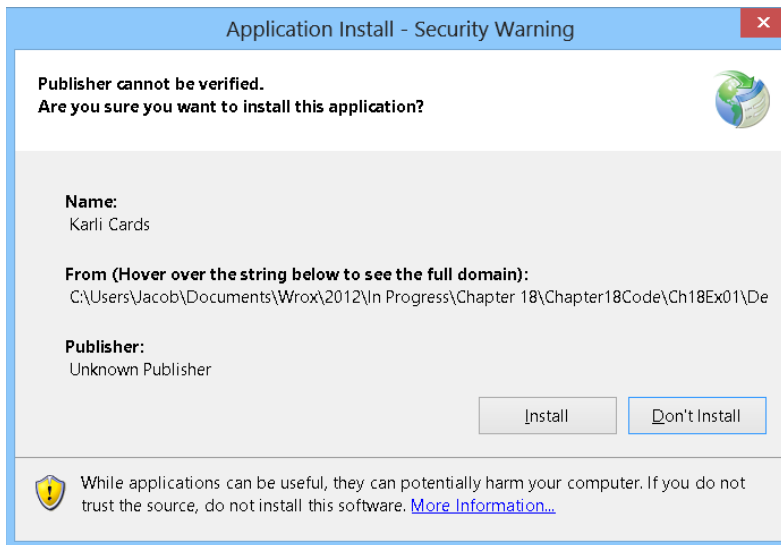 Application Install - Security Warning
Publisher cannot be verified.
Are you sure you want to install this application?
Name:
Karli Cards
From (Hover over the string below to see the full domain):
C:\Users\Jacob\Documents\Wrox\2012\In Progress\Chapter 18\Chapter18Code\Ch18Ex01\De
Publisher:
Unknown Publisher
Install
Don't Install
While applications can be useful, they can potentially harm your computer. If you do not
trust the source, do not install this software. More Information...